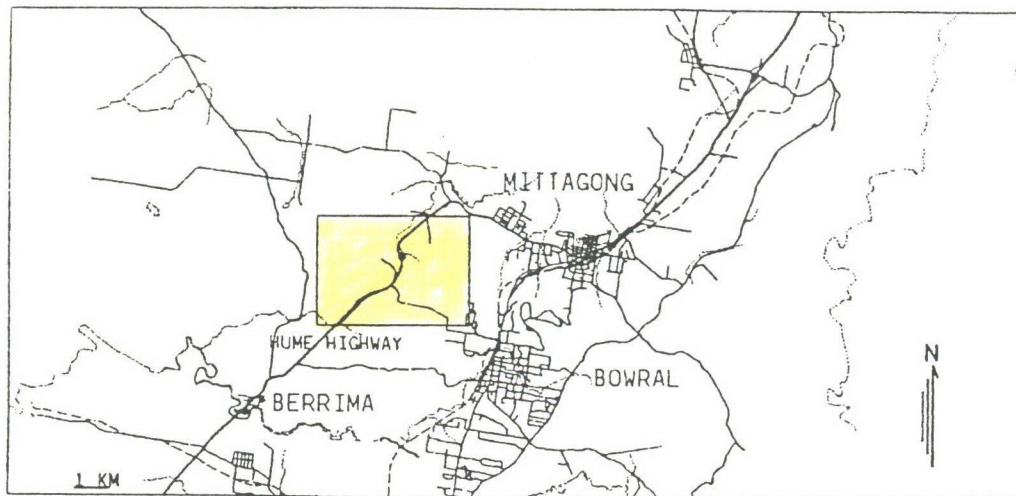 MITTAGONG
HUME HIGHWAY
BOWRAL
N
BERRIMA
1 KM